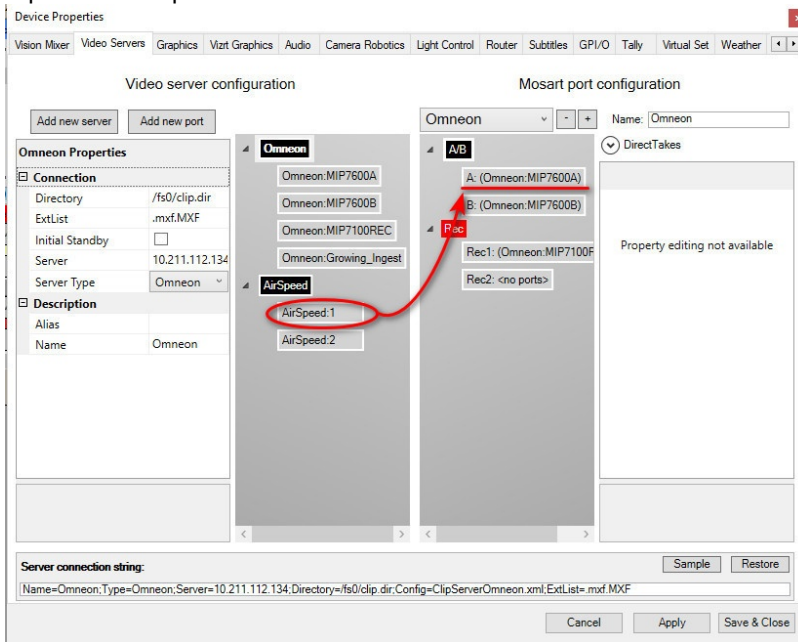 Device Properties
Vision Mixer Video Servers Graphics Vizrt Graphics Audio Camera Robotics Light Control Router Subtitles GPI/O Tally Virtual Set Weather
Video server configuration
Mosart port configuration
Add new server
Add new port
Omneon Properties
Connection
Directory /fs0/clip.dir
ExtList .mxf.MXF
Initial Standby
Server 10.211.112.134
Server Type Omneon
Description
Alias
Name Omneon
Omneon
Omneon:MIP7600A
Omneon:MIP7600B
Omneon:MIP7100REC
Omneon:Growing_Ingest
AirSpeed
AirSpeed:1
AirSpeed:2
Omneon - +
A/B
A: (Omneon:MIP7600A)
B: (Omneon:MIP7600B)
Rec
Rec1: (Omneon:MIP7100R
Rec2: <no ports>
Name: Omneon
DirectTakes
Property editing not available
Server connection string:
Sample Restore
Name=Omneon;Type=Omneon;Server=10.211.112.134;Directory=/fs0/clip.dir;Config=ClipServerOmneon.xml;ExtList=.mxf.MXF
Cancel Apply Save & Close